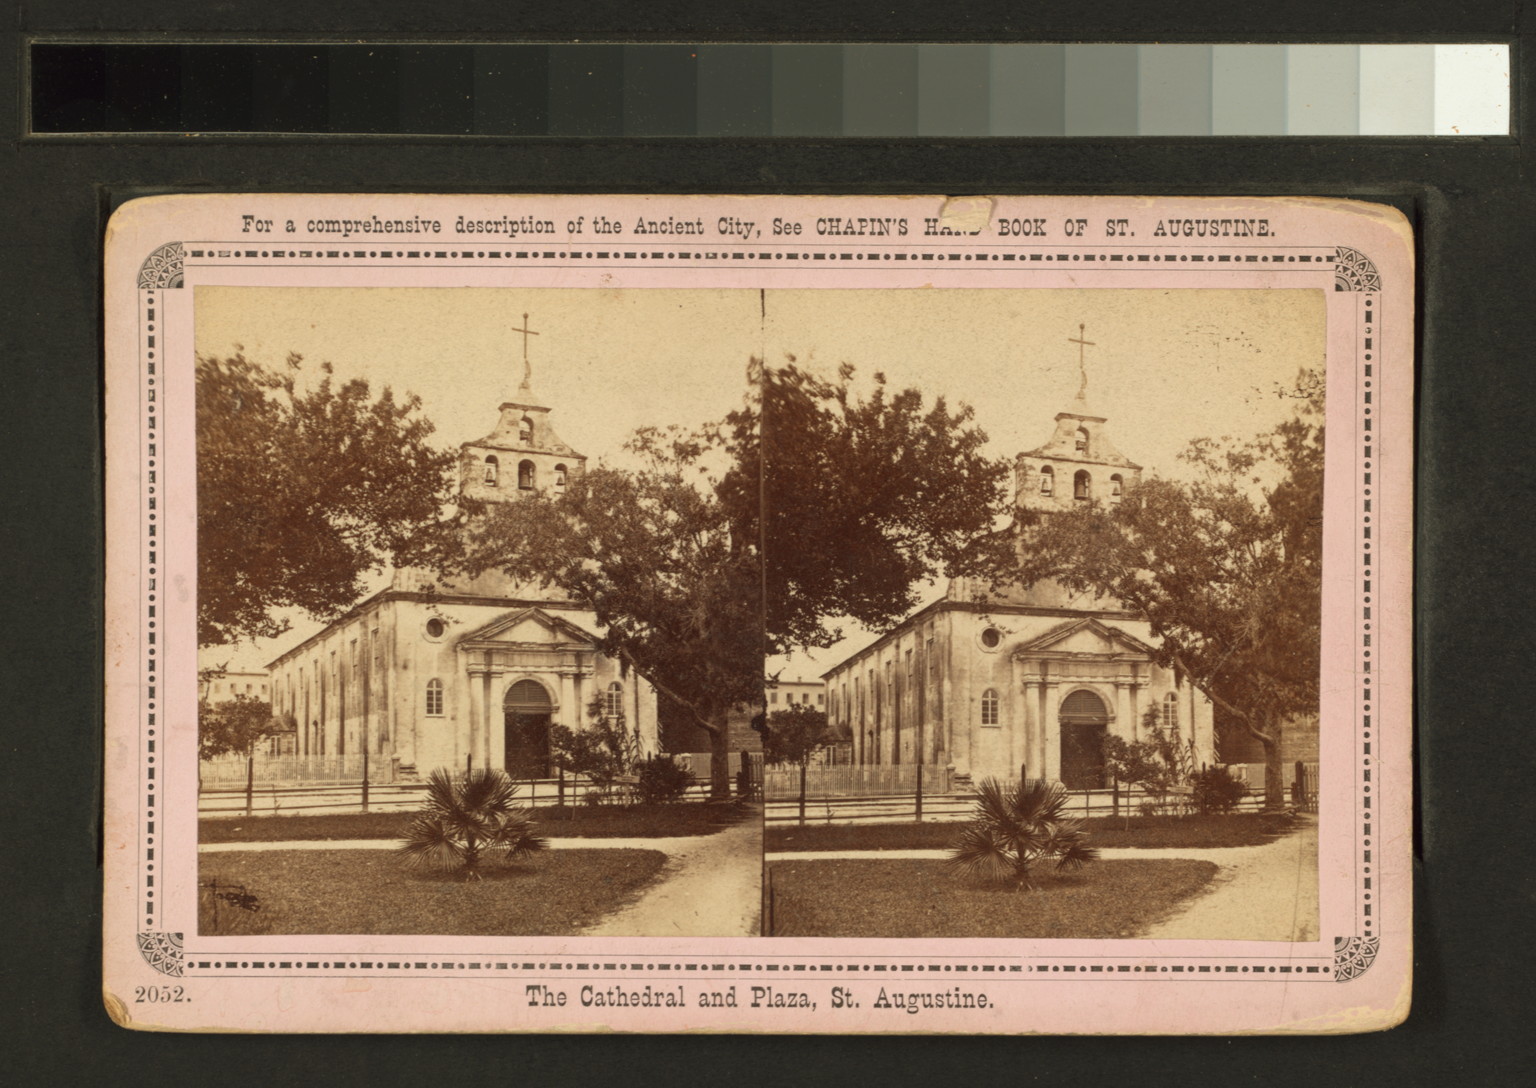 For a comprehensive description of the Ancient City, See CHAPIN'S HAND BOOK OF ST. AUGUSTINE.
2052.
The Cathedral and Plaza, St. Augustine.